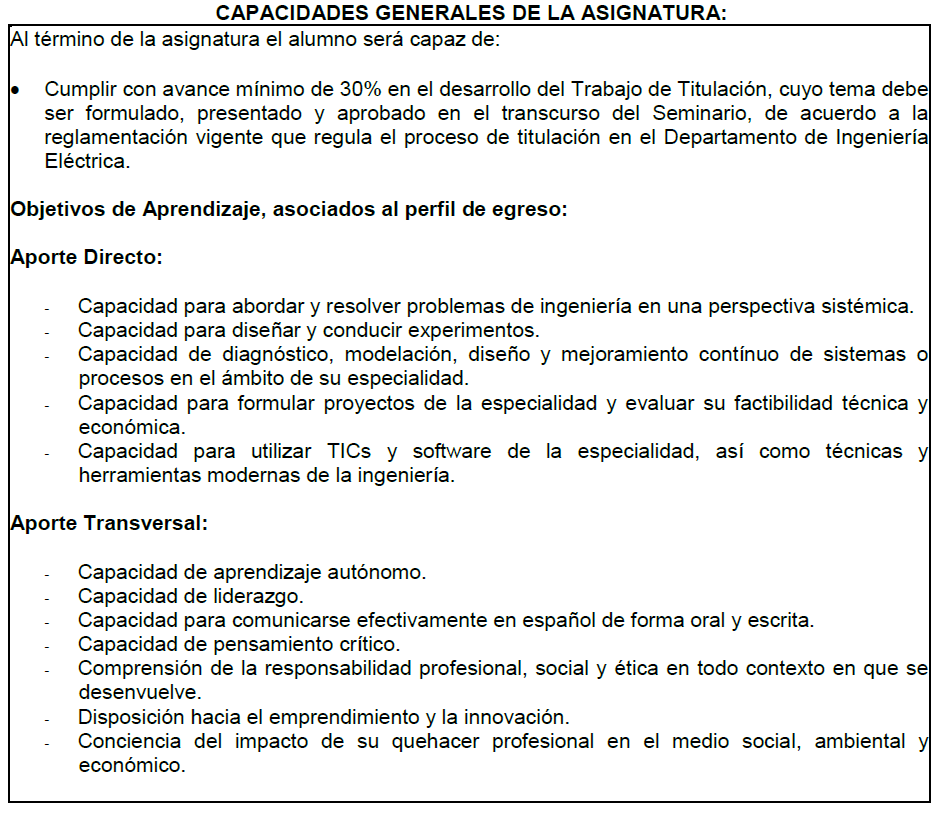 CAPACIDADES GENERALES DE LA ASIGNATURA:
Al término de la asignatura el alumno será capaz de:
• Cumplir con avance mínimo de 30% en el desarrollo del Trabajo de Titulación, cuyo tema debe
ser formulado, presentado y aprobado en el transcurso del Seminario, de acuerdo a la
reglamentación vigente que regula el proceso de titulación en el Departamento de Ingeniería
Eléctrica.
Objetivos de Aprendizaje, asociados al perfil de egreso:
Aporte Directo:
- Capacidad para abordar y resolver problemas de ingeniería en una perspectiva sistémica.
- Capacidad para diseñar y conducir experimentos.
- Capacidad de diagnóstico, modelación, diseño y mejoramiento contínuo de sistemas o
procesos en el ámbito de su especialidad.
- Capacidad para formular proyectos de la especialidad y evaluar su factibilidad técnica y
económica.
- Capacidad para utilizar TICs y software de la especialidad, así como técnicas y
herramientas modernas de la ingeniería.
Aporte Transversal:
- Capacidad de aprendizaje autónomo.
- Capacidad de liderazgo.
- Capacidad para comunicarse efectivamente en español de forma oral y escrita.
- Capacidad de pensamiento crítico.
- Comprensión de la responsabilidad profesional, social y ética en todo contexto en que se
desenvuelve.
- Disposición hacia el emprendimiento y la innovación.
- Conciencia del impacto de su quehacer profesional en el medio social, ambiental y
económico.